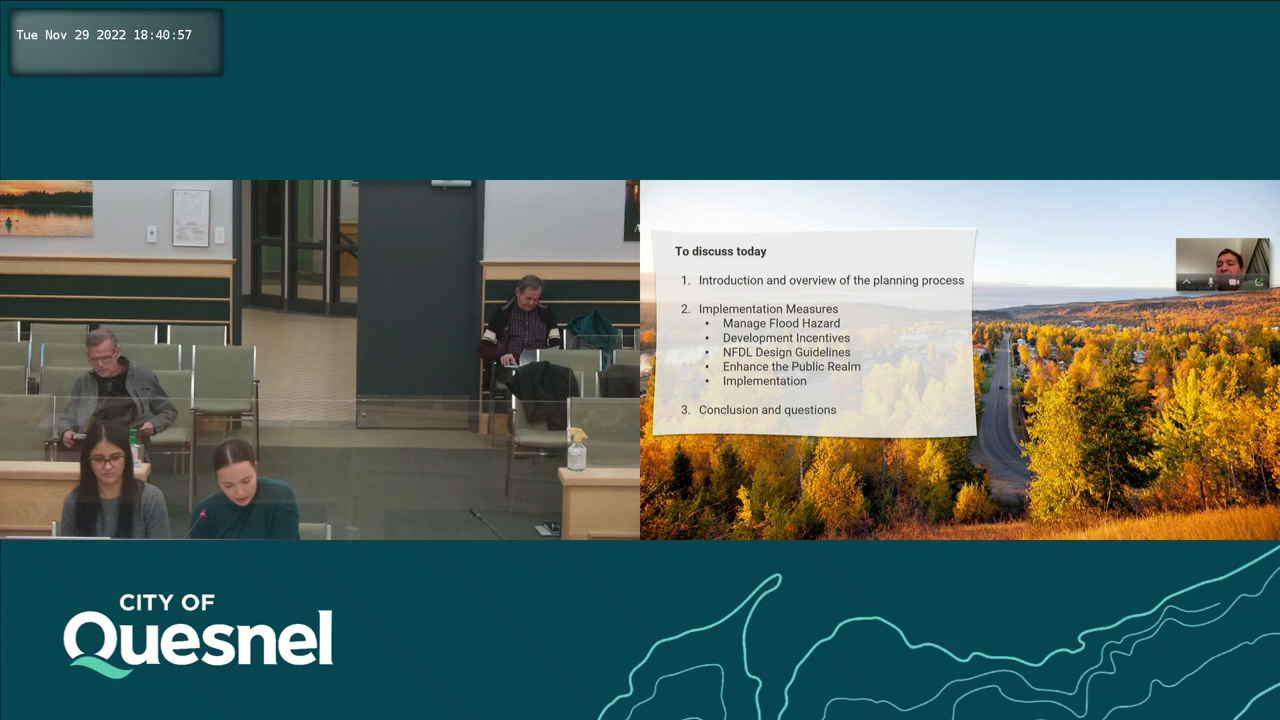 Tue Nov 29 2022 18:40:57
To discuss today
1. Introduction and overview of the planning process
2. Implementation Measures
• Manage Flood Hazard
• Development Incentives
• NFDL Design Guidelines
• Enhance the Public Realm
• Implementation
3. Conclusion and questions
CITY OF
Quesnel